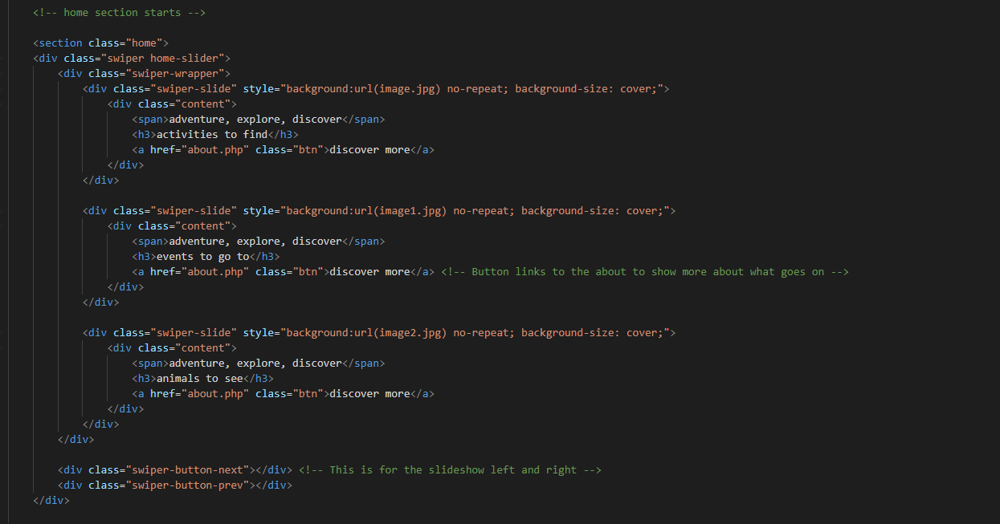 <!-- home section starts -->
<section class="home">
<div class="swiper home-slider">
<div class="swiper-wrapper">
<div class="swiper-slide" style="background:url(image.jpg) no-repeat; background-size: cover;">
<div class="content">
<span>adventure, explore, discover</span>
<h3>activities to find</h3>
<a href="about.php" class="btn">discover more</a>
</div>
</div>
<div class="swiper-slide" style="background:url(image1.jpg) no-repeat; background-size: cover;">
<div class="content">
<span>adventure, explore, discover</span>
<h3>events to go to</h3>
<a href="about.php" class="btn">discover more</a> <!-- Button links to the about to show more about what goes on -->
</div>
</div>
<div class="swiper-slide" style="background:url(image2.jpg) no-repeat; background-size: cover;">
<div class="content">
<span>adventure, explore, discover</span>
<h3>animals to see</h3>
<a href="about.php" class="btn">discover more</a>
</div>
</div>
</div>
<div class="swiper-button-next"></div> <!-- This is for the slideshow left and right -->
<div class="swiper-button-prev"></div>
</div>